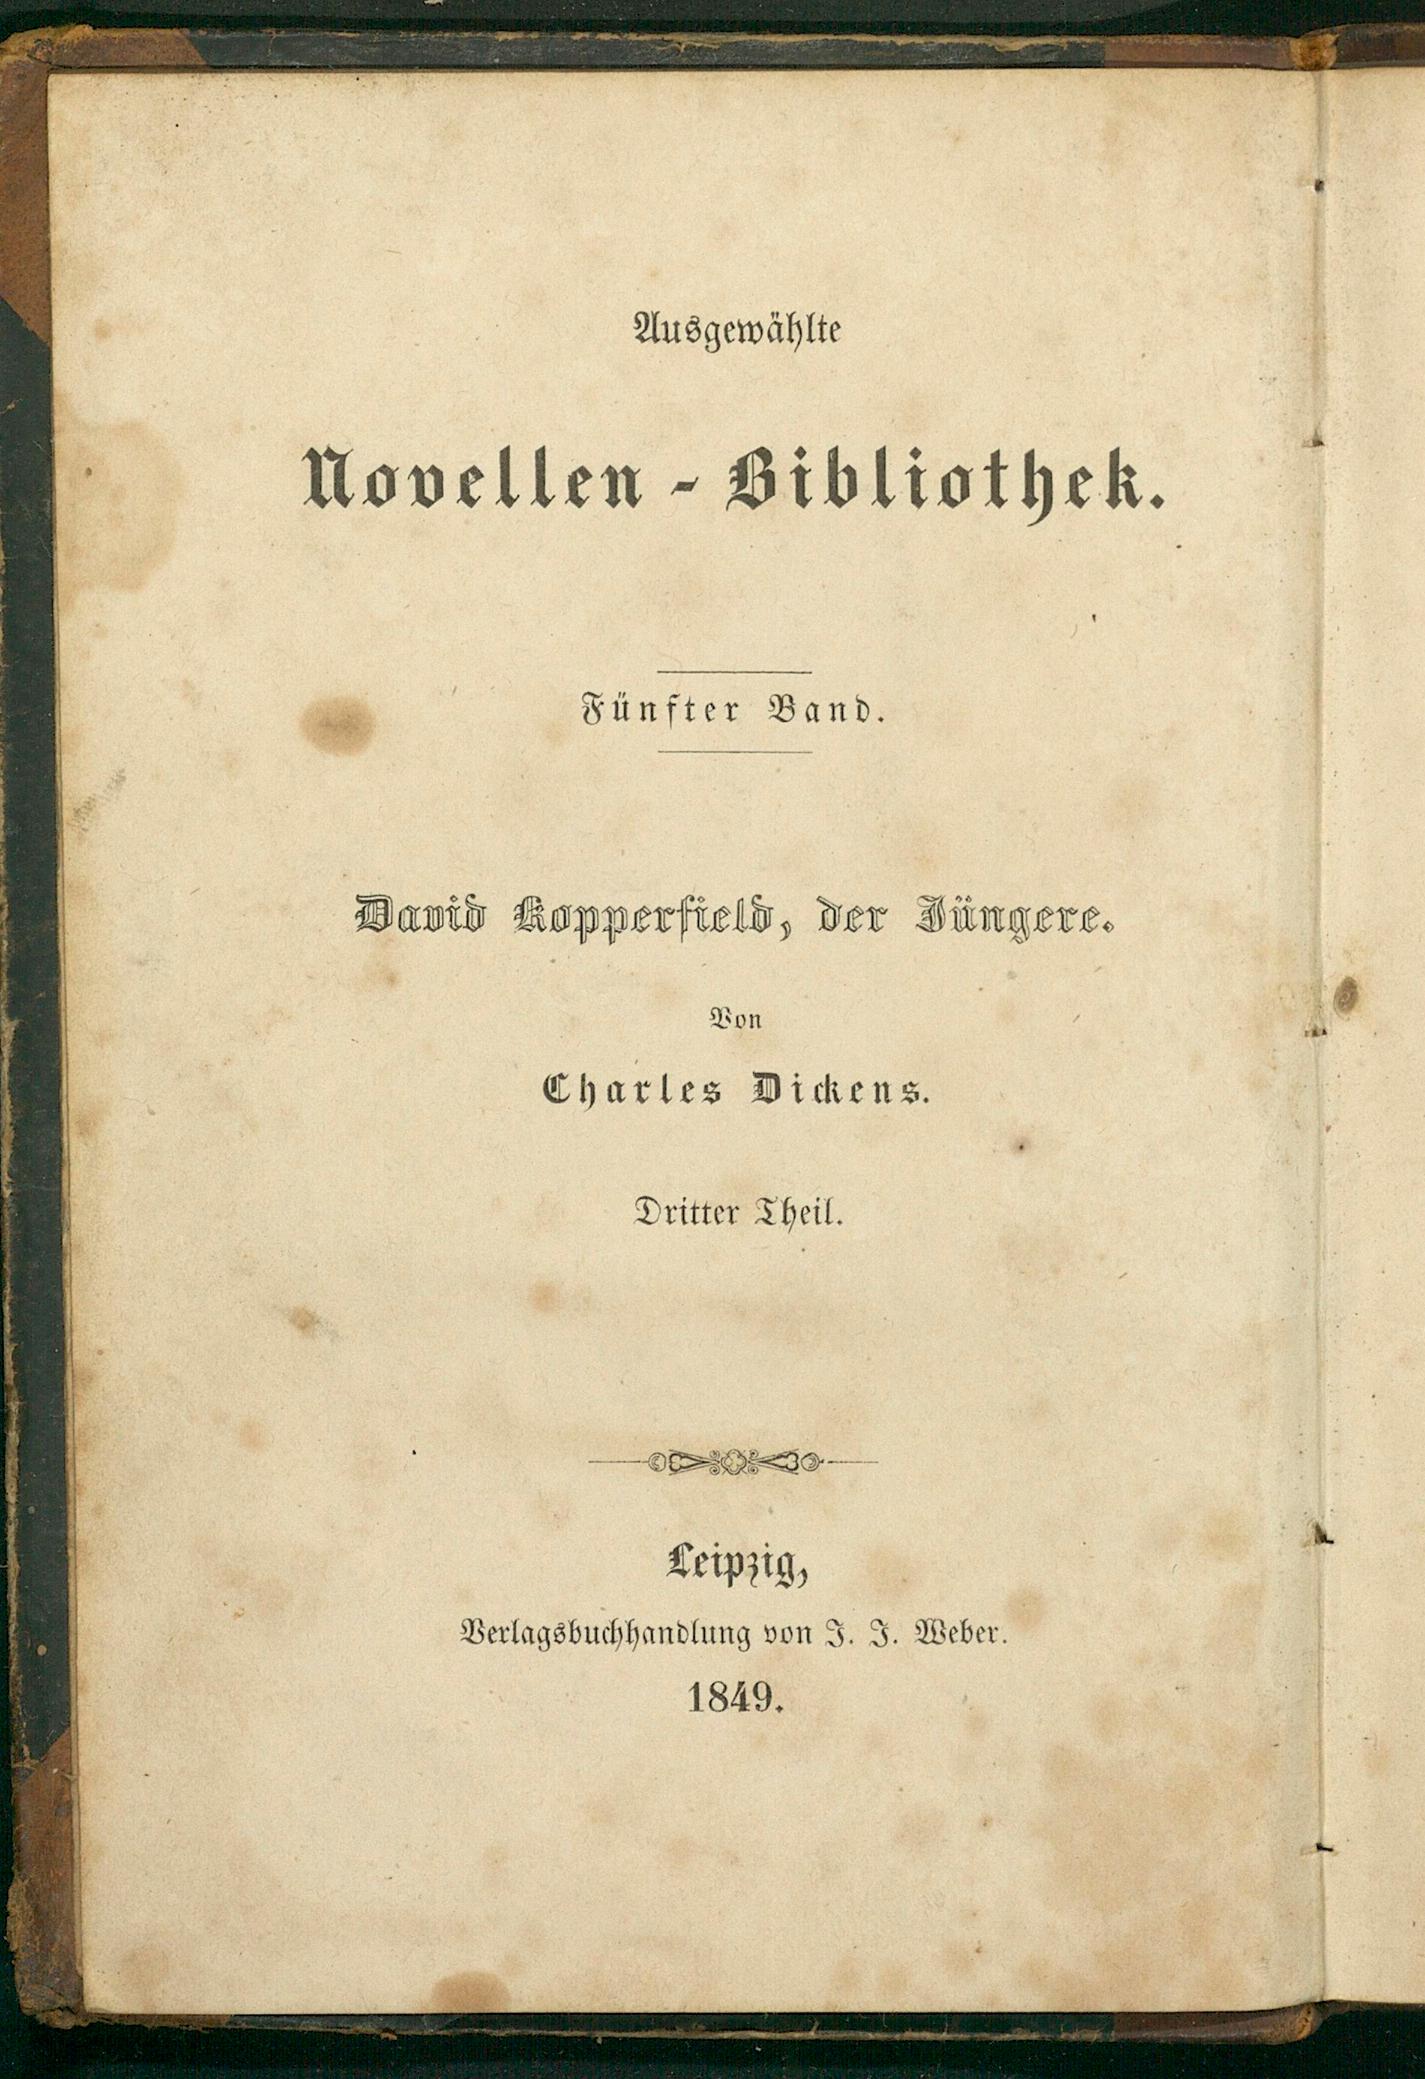 Ausgewählte
Novellen - Bibliothek.
Fünfter Band.
David Kopperfield, der Jüngere.
Von
Charles Dickens.
Dritter Theil.
Leipzig,
Verlagsbuchhandlung von J. J. Weber.
1849.